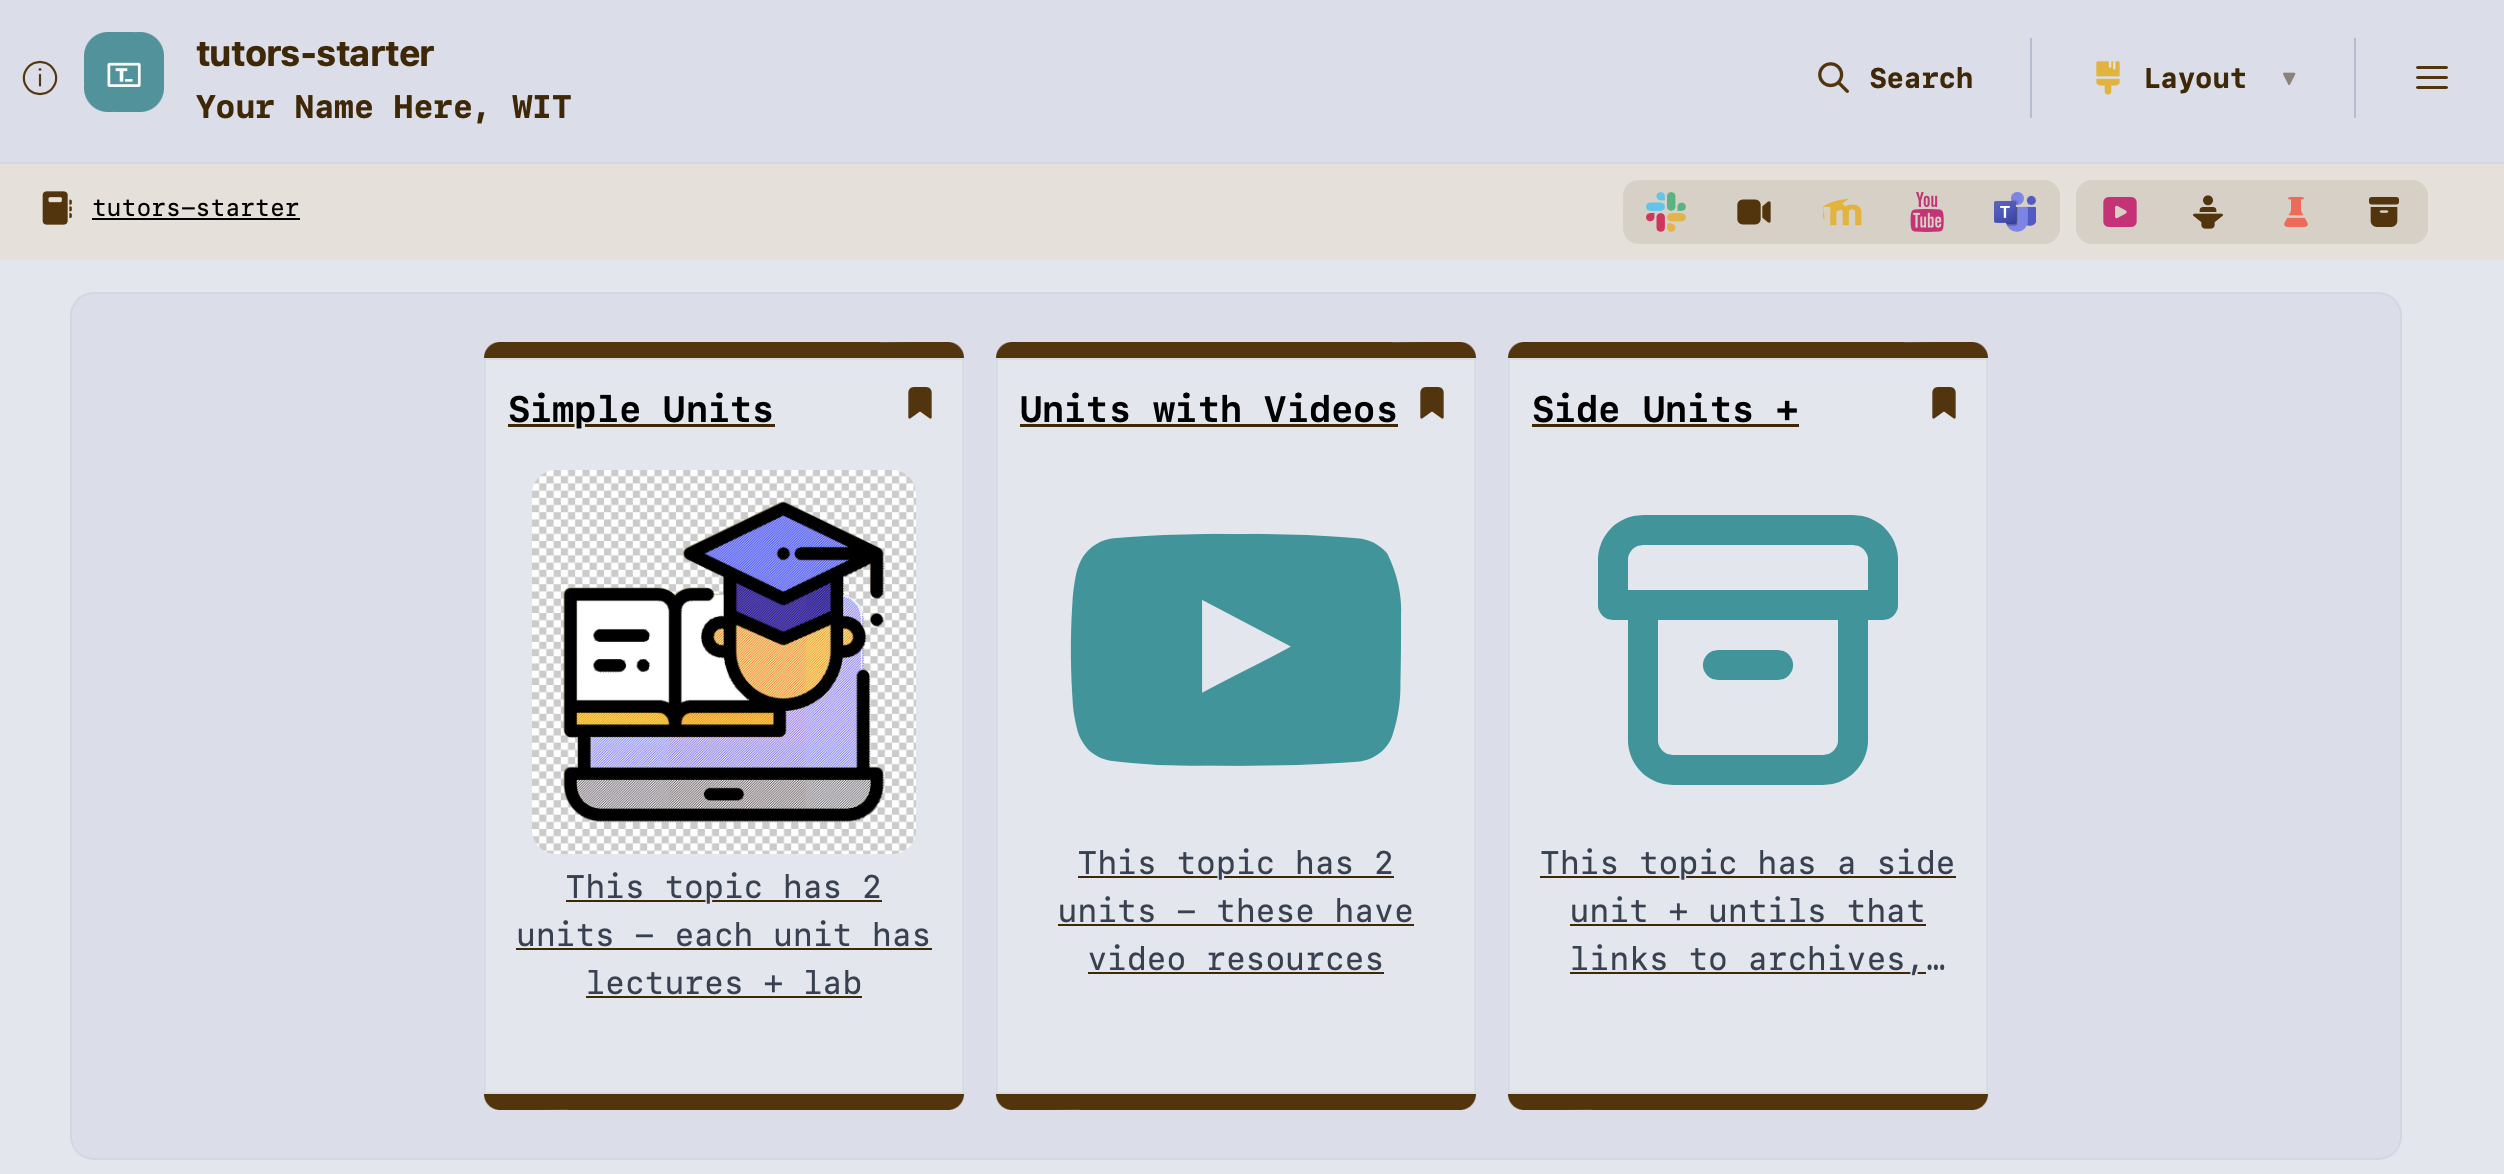 T_
tutors-starter
Your Name Here, WIT
Search
Layout
tutors-starter
You
Tube
T
Simple Units
Units with Videos
Side Units +
This topic has 2
units - each unit has
lectures + lab
This topic has 2
units - these have
video resources
This topic has a side
unit + untils that
links to archives,…